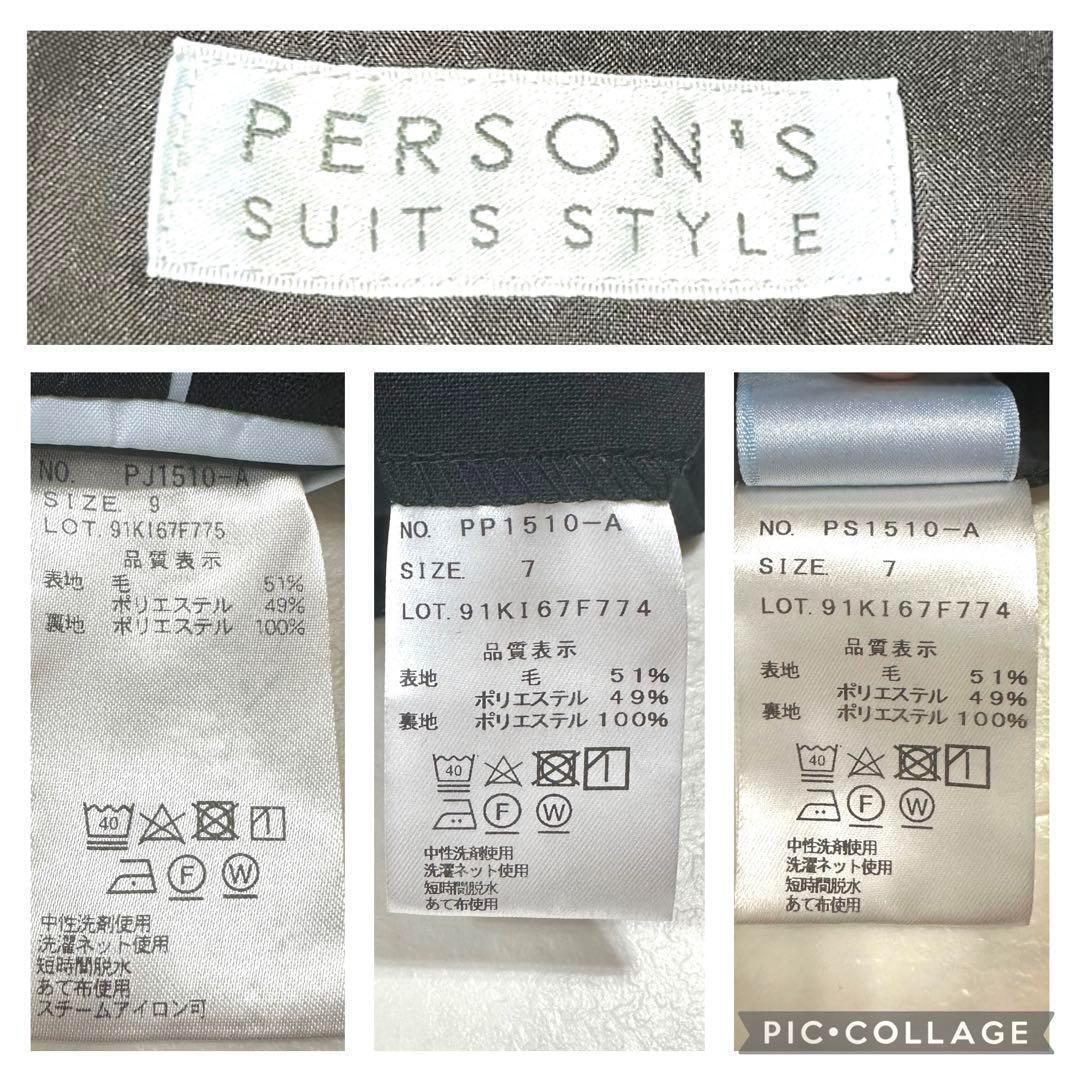 PERSON'S
SUITS STYLE
NO. PJ1510-A
SIZE. 9
LOT. 91KI67F775
品質表示
表地 毛 51%
ポリエステル 49%
裏地 ポリエステル 100%
40
F W
中性洗剤使用
洗濯ネット使用
短時間脱水
あて布使用
スチームアイロン可
NO. PP1510-A
SIZE. 7
LOT. 91KI67F774
品質表示
表地 毛 51%
ポリエステル 49%
裏地 ポリエステル 100%
40
F W
中性洗剤使用
洗濯ネット使用
短時間脱水
あて布使用
NO. PS1510-A
SIZE. 7
LOT. 91KI67F774
品質表示
表地 毛 51%
ポリエステル 49%
裏地 ポリエステル 100%
40
F W
中性洗剤使用
洗濯ネット使用
短時間脱水
あて布使用
PIC•COLLAGE